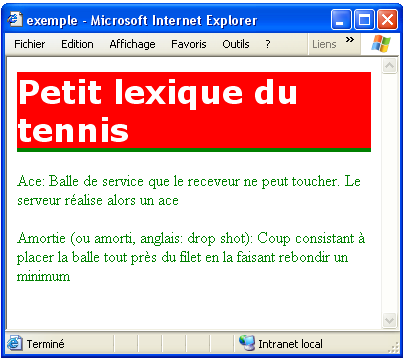 exemple - Microsoft Internet Explorer
Fichier Edition Affichage Favoris Outils ? Liens »
Petit lexique du
tennis
Ace: Balle de service que le receveur ne peut toucher. Le
serveur réalise alors un ace
Amortie (ou amorti, anglais: drop shot): Coup consistant à
placer la balle tout près du filet en la faisant rebondir un
minimum
Terminé Intranet local